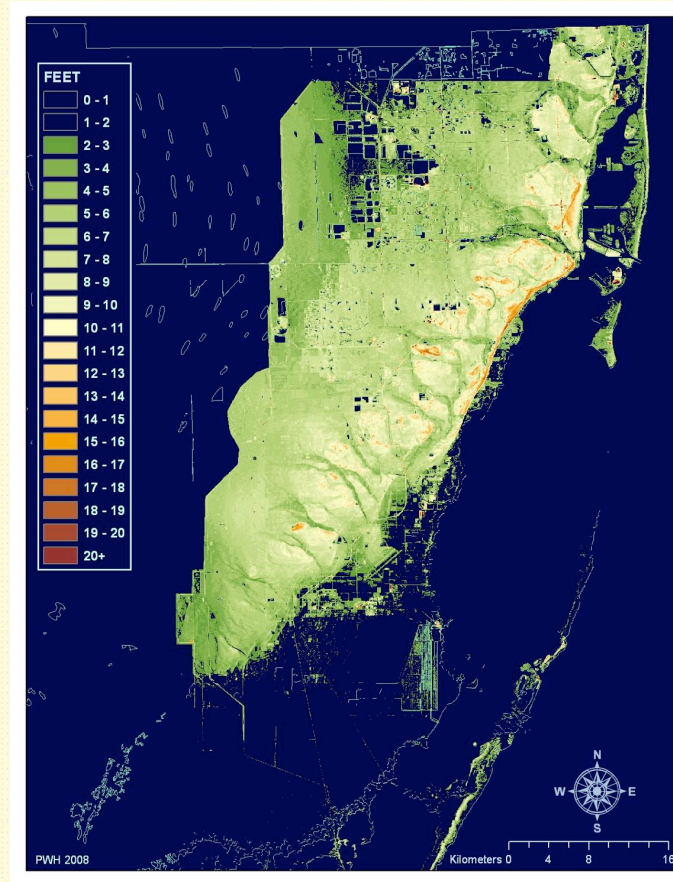 FEET
0 - 1
1 - 2
2 - 3
3 - 4
4 - 5
5 - 6
6 - 7
7 - 8
8 - 9
9 - 10
10 - 11
11 - 12
12 - 13
13 - 14
14 - 15
15 - 16
16 - 17
17 - 18
18 - 19
19 - 20
20+
N
W E
S
PWH 2008
Kilometers 0 4 8 16